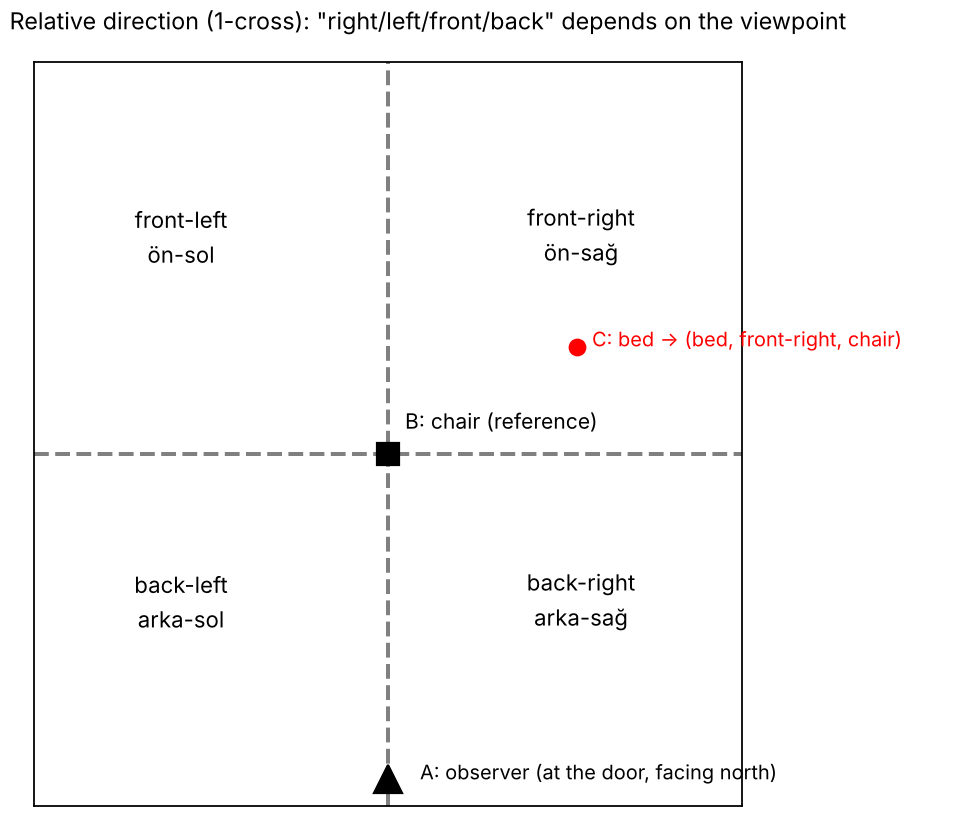 Relative direction (1-cross): "right/left/front/back" depends on the viewpoint
front-left
ön-sol
front-right
ön-sağ
C: bed → (bed, front-right, chair)
B: chair (reference)
back-left
arka-sol
back-right
arka-sağ
A: observer (at the door, facing north)